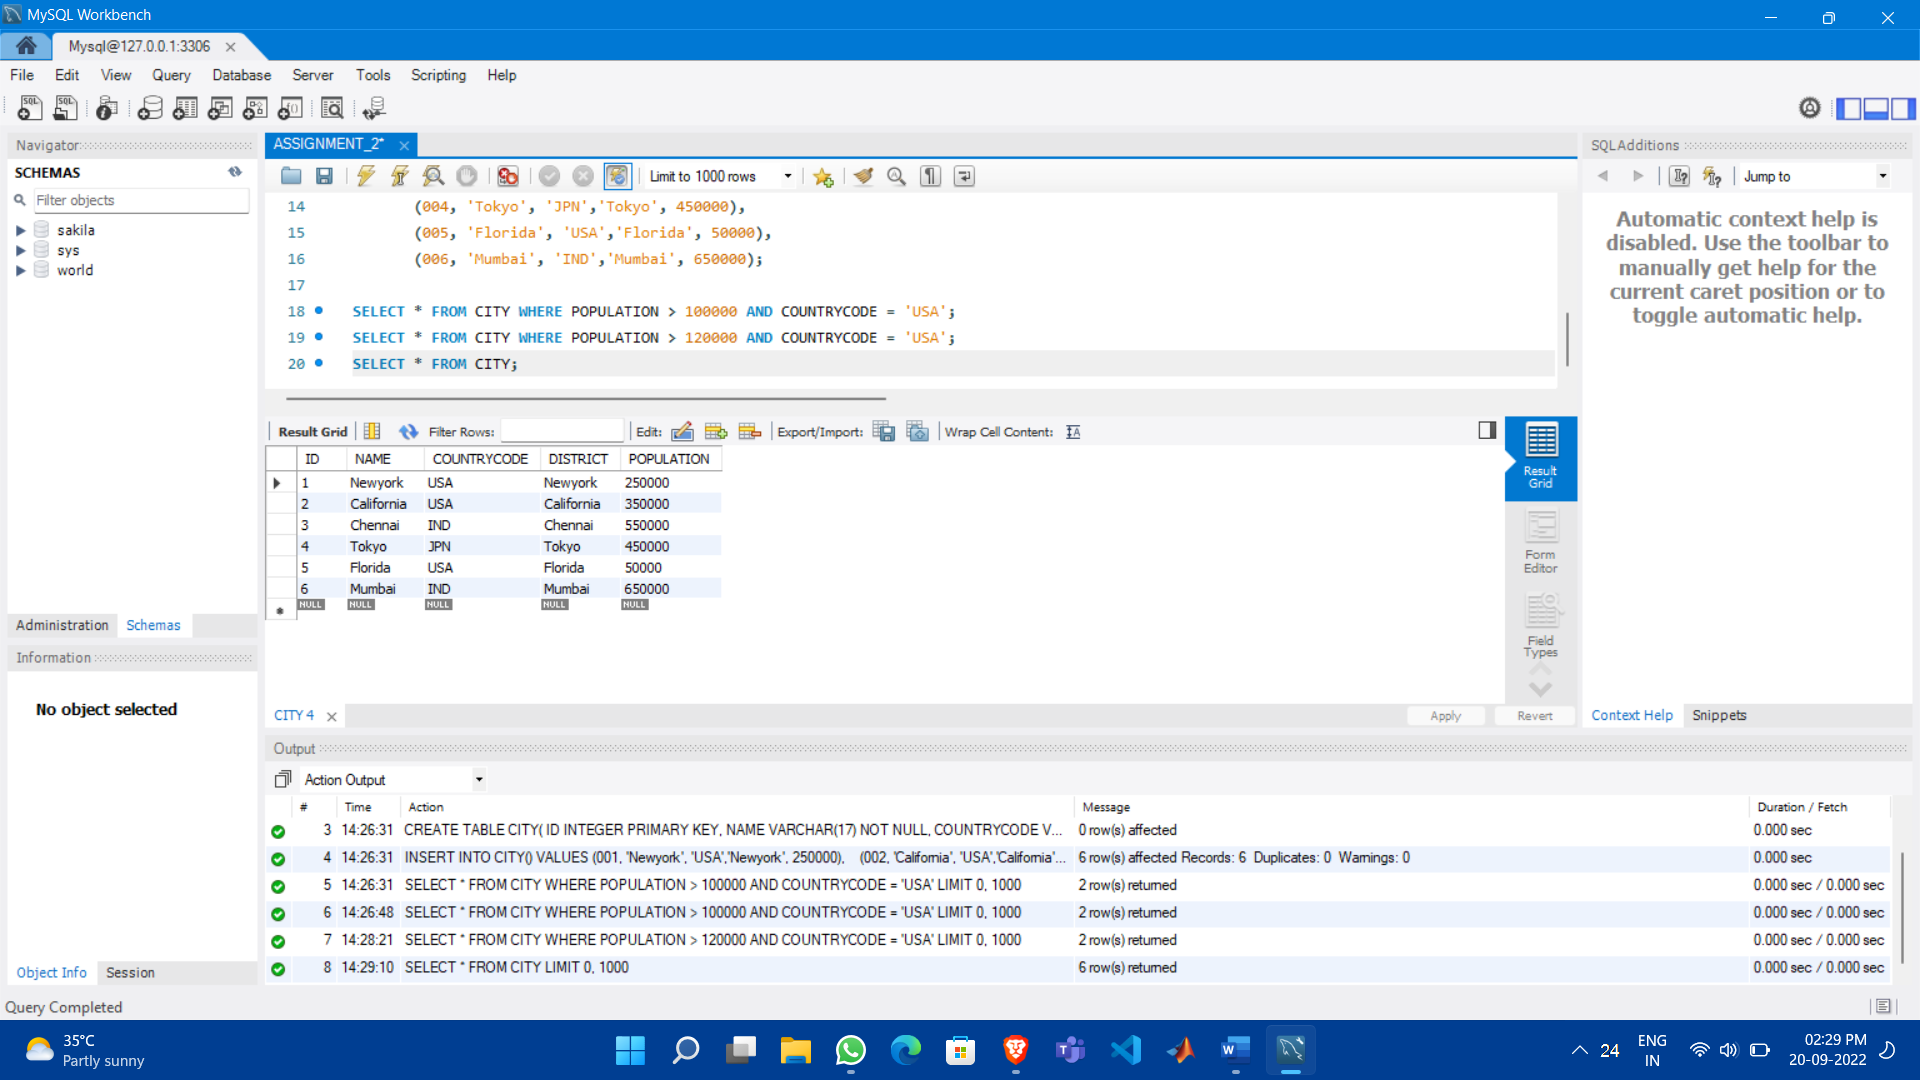 MySQL Workbench
Mysql@127.0.0.1:3306
File Edit View Query Database Server Tools Scripting Help
Navigator
SCHEMAS
Filter objects
sakila
sys
world
Administration Schemas
Information
No object selected
Object Info Session
Query Completed
ASSIGNMENT_2*
Limit to 1000 rows
14 (004, 'Tokyo', 'JPN','Tokyo', 450000),
15 (005, 'Florida', 'USA','Florida', 50000),
16 (006, 'Mumbai', 'IND','Mumbai', 650000);
17
18 SELECT * FROM CITY WHERE POPULATION > 100000 AND COUNTRYCODE = 'USA';
19 SELECT * FROM CITY WHERE POPULATION > 120000 AND COUNTRYCODE = 'USA';
20 SELECT * FROM CITY;
Result Grid Filter Rows: Edit: Export/Import: Wrap Cell Content:
ID NAME COUNTRYCODE DISTRICT POPULATION
1 Newyork USA Newyork 250000
2 California USA California 350000
3 Chennai IND Chennai 550000
4 Tokyo JPN Tokyo 450000
5 Florida USA Florida 50000
6 Mumbai IND Mumbai 650000
NULL NULL NULL NULL NULL
Result
Grid
Form
Editor
Field
Types
CITY 4
Apply Revert
SQLAdditions
Jump to
Automatic context help is
disabled. Use the toolbar to
manually get help for the
current caret position or to
toggle automatic help.
Context Help Snippets
Output
Action Output
# Time Action Message Duration / Fetch
3 14:26:31 CREATE TABLE CITY( ID INTEGER PRIMARY KEY, NAME VARCHAR(17) NOT NULL, COUNTRYCODE V... 0 row(s) affected 0.000 sec
4 14:26:31 INSERT INTO CITY() VALUES (001, 'Newyork', 'USA','Newyork', 250000), (002, 'California', 'USA','California'... 6 row(s) affected Records: 6 Duplicates: 0 Warnings: 0 0.000 sec
5 14:26:31 SELECT * FROM CITY WHERE POPULATION > 100000 AND COUNTRYCODE = 'USA' LIMIT 0, 1000 2 row(s) returned 0.000 sec / 0.000 sec
6 14:26:48 SELECT * FROM CITY WHERE POPULATION > 100000 AND COUNTRYCODE = 'USA' LIMIT 0, 1000 2 row(s) returned 0.000 sec / 0.000 sec
7 14:28:21 SELECT * FROM CITY WHERE POPULATION > 120000 AND COUNTRYCODE = 'USA' LIMIT 0, 1000 2 row(s) returned 0.000 sec / 0.000 sec
8 14:29:10 SELECT * FROM CITY LIMIT 0, 1000 6 row(s) returned 0.000 sec / 0.000 sec
35°C
Partly sunny
24
ENG
IN
02:29 PM
20-09-2022